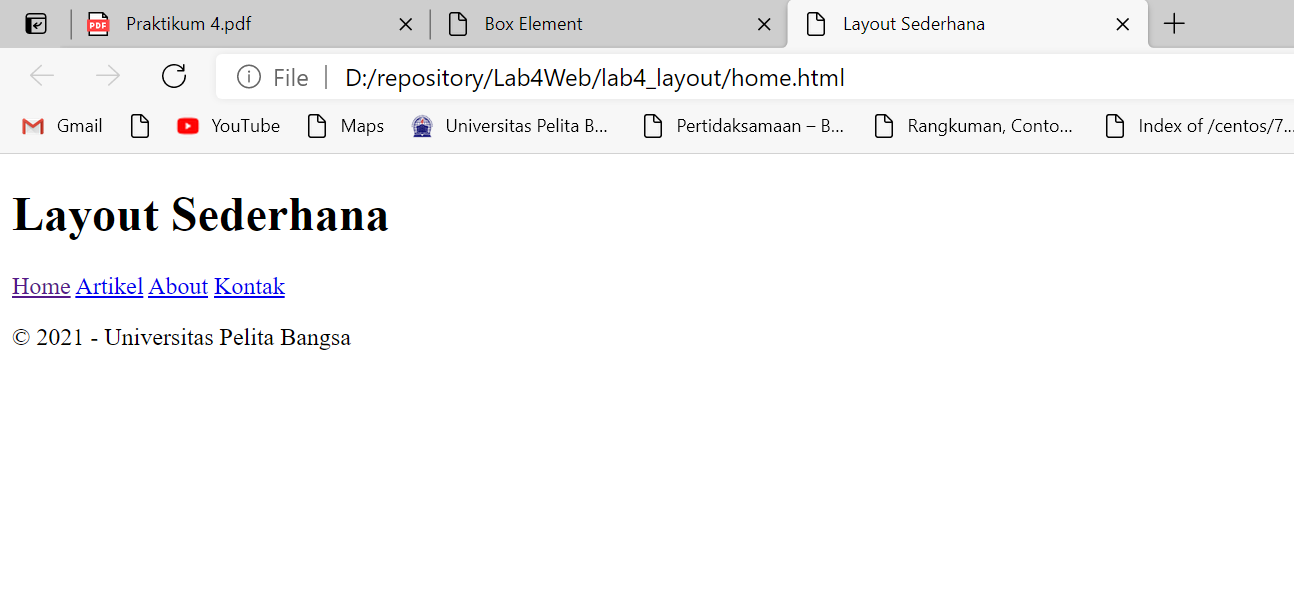 Praktikum 4.pdf Box Element Layout Sederhana
File D:/repository/Lab4Web/lab4_layout/home.html
Gmail YouTube Maps Universitas Pelita B... Pertidaksamaan – B... Rangkuman, Conto... Index of /centos/7...
Layout Sederhana
Home Artikel About Kontak
© 2021 - Universitas Pelita Bangsa